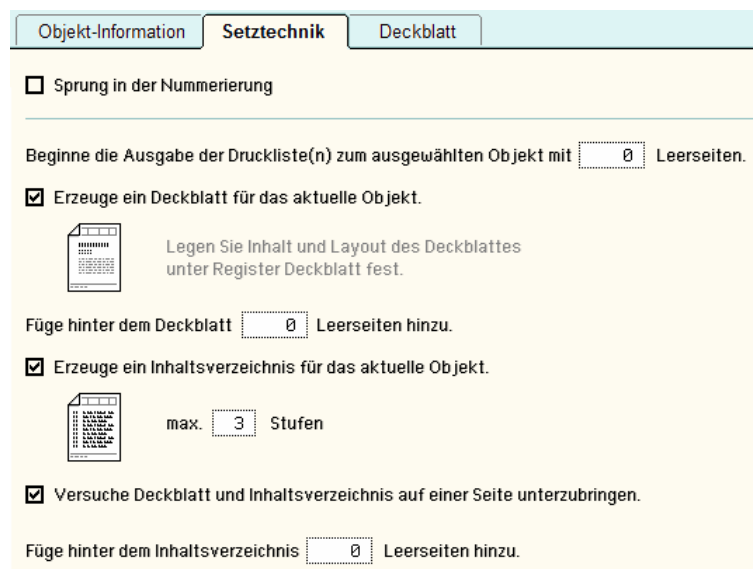 Objekt-Information Setztechnik Deckblatt
Sprung in der Nummerierung
Beginne die Ausgabe der Druckliste(n) zum ausgewählten Objekt mit 0 Leerseiten.
Erzeuge ein Deckblatt für das aktuelle Objekt.
Legen Sie Inhalt und Layout des Deckblattes
unter Register Deckblatt fest.
Füge hinter dem Deckblatt 0 Leerseiten hinzu.
Erzeuge ein Inhaltsverzeichnis für das aktuelle Objekt.
max. 3 Stufen
Versuche Deckblatt und Inhaltsverzeichnis auf einer Seite unterzubringen.
Füge hinter dem Inhaltsverzeichnis 0 Leerseiten hinzu.